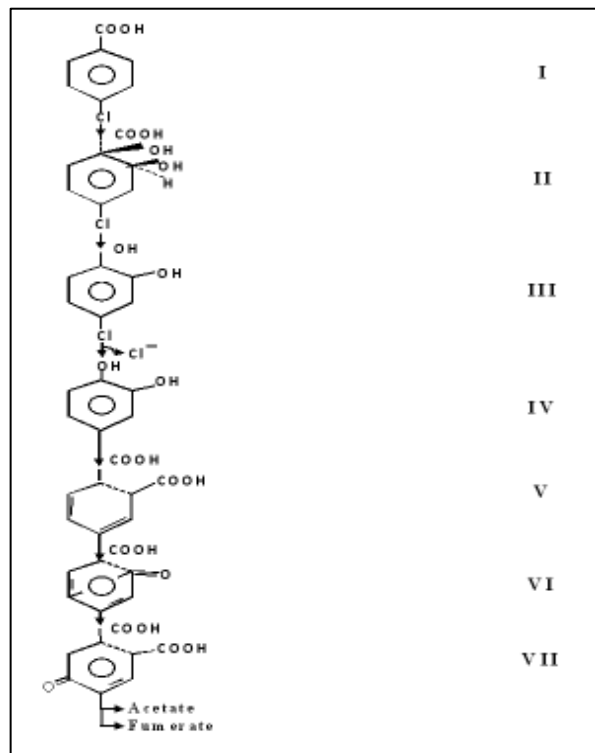 COOH
I
Cl
COOH
OH
OH
H
II
Cl
OH
OH
III
Cl
Cl−
OH
OH
IV
COOH
COOH
V
COOH
O
VI
COOH
COOH
VII
O
Acetate
Fumerate